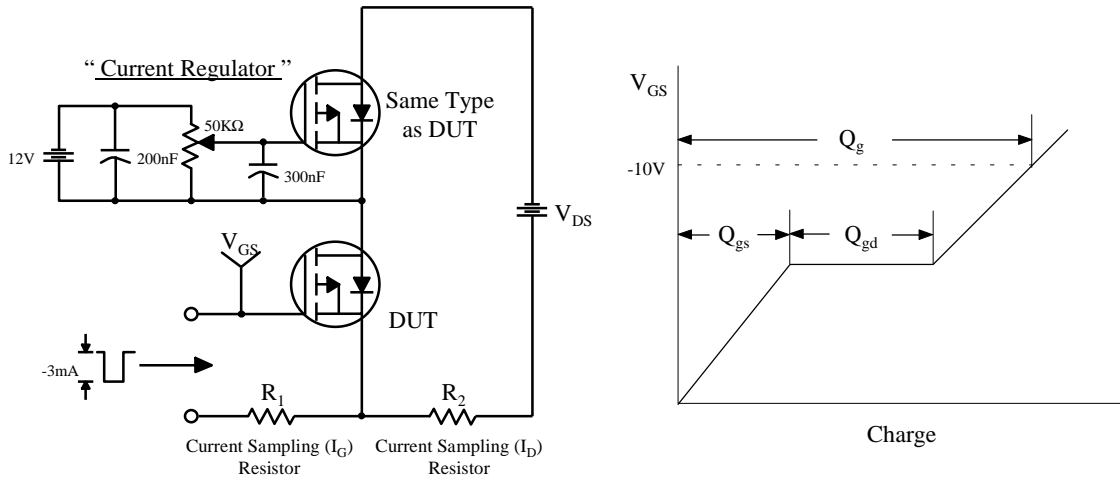 “ Current Regulator ”
12V
200nF
50KΩ
300nF
Same Type
as DUT
V_DS
V_GS
DUT
-3mA
R_1
R_2
Current Sampling (I_G)
Resistor
Current Sampling (I_D)
Resistor
V_GS
Q_g
-10V
Q_gs
Q_gd
Charge